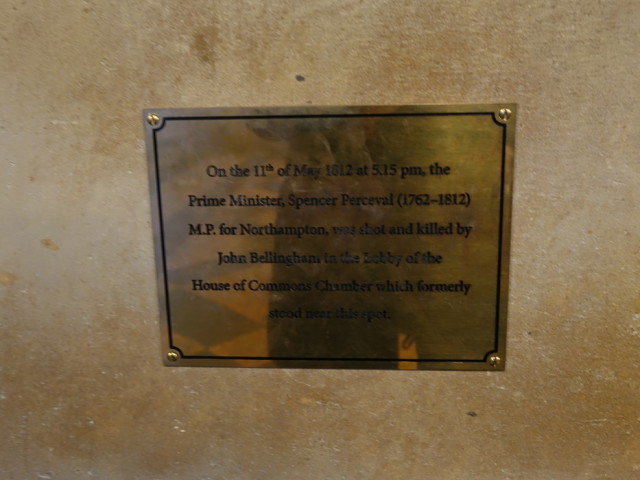 On the 11th of May 1812 at 5.15 pm, the
Prime Minister, Spencer Perceval (1762–1812)
M.P. for Northampton, was shot and killed by
John Bellingham in the Lobby of the
House of Commons Chamber which formerly
stood near this spot.